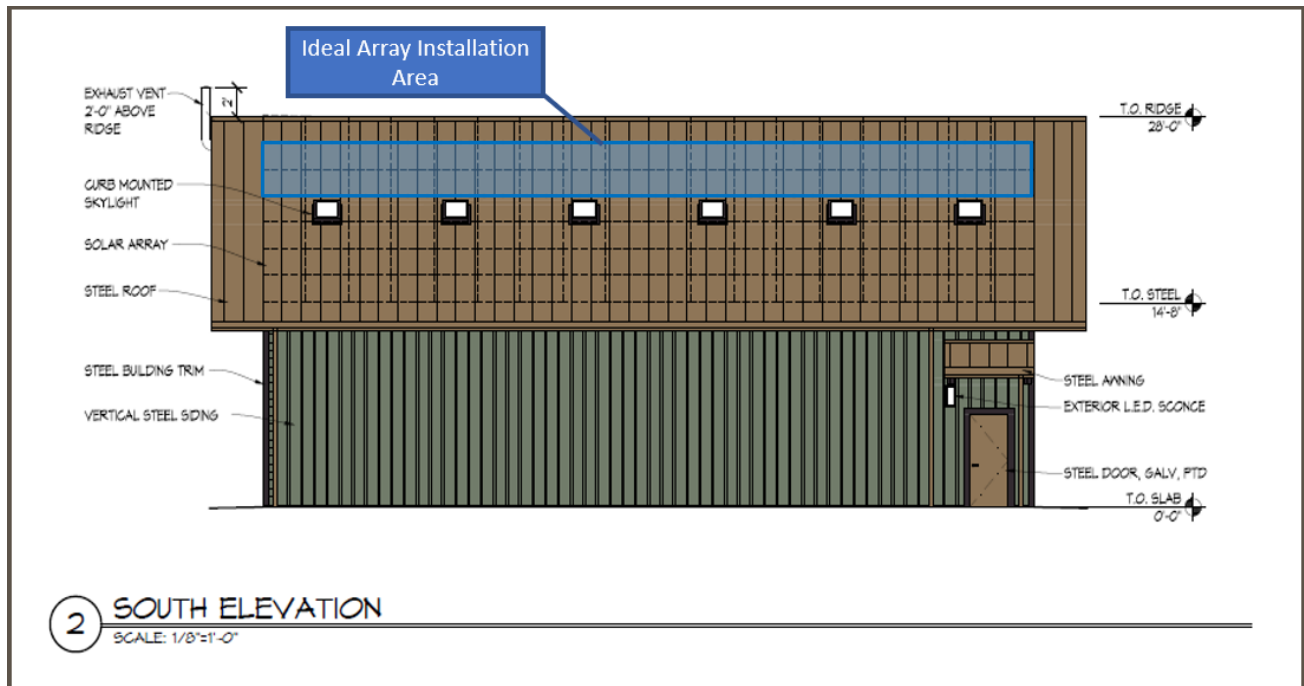 Ideal Array Installation
Area
EXHAUST VENT
2'-0" ABOVE
RIDGE
2'
T.O. RIDGE
28'-0"
CURB MOUNTED
SKYLIGHT
SOLAR ARRAY
STEEL ROOF
T.O. STEEL
14'-8"
STEEL BUILDING TRIM
VERTICAL STEEL SIDING
STEEL AWNING
EXTERIOR L.E.D. SCONCE
STEEL DOOR, GALV, PTD
T.O. SLAB
0'-0"
2
SOUTH ELEVATION
SCALE: 1/8"=1'-0"